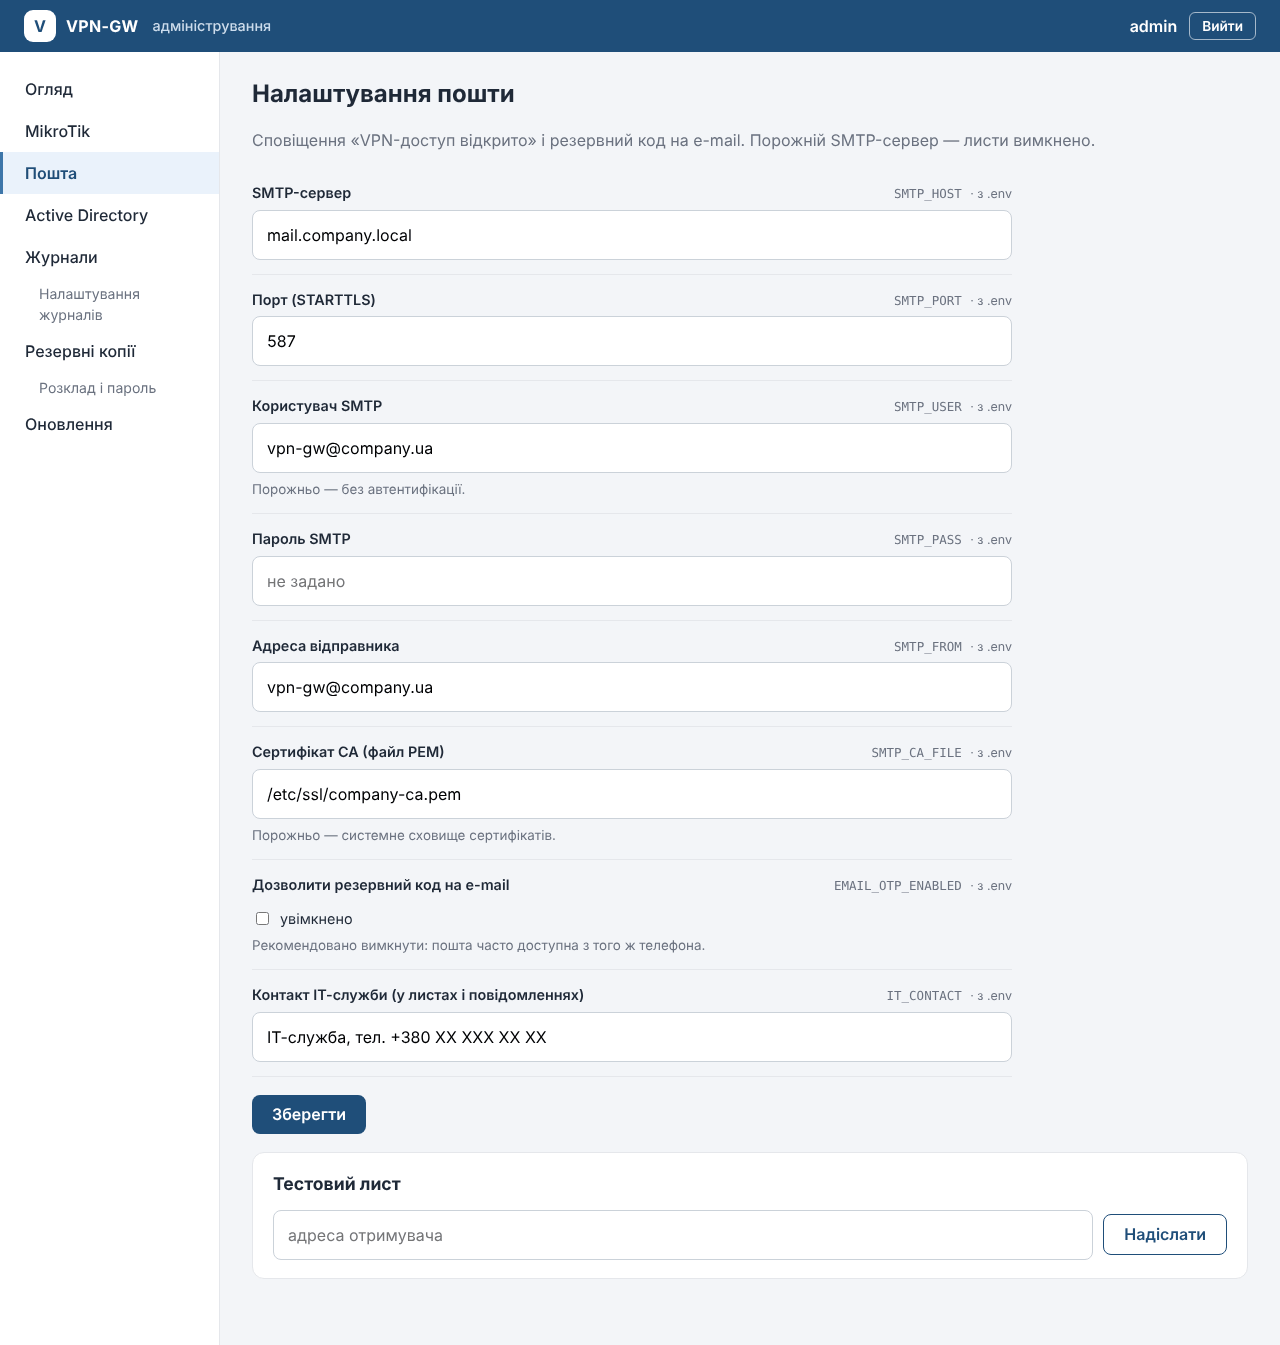 V VPN-GW адміністрування
admin Вийти
Огляд
MikroTik
Пошта
Active Directory
Журнали
Налаштування
журналів
Резервні копії
Розклад і пароль
Оновлення
Налаштування пошти
Сповіщення «VPN-доступ відкрито» і резервний код на e-mail. Порожній SMTP-сервер — листи вимкнено.
SMTP-сервер SMTP_HOST · з .env
mail.company.local
Порт (STARTTLS) SMTP_PORT · з .env
587
Користувач SMTP SMTP_USER · з .env
vpn-gw@company.ua
Порожньо — без автентифікації.
Пароль SMTP SMTP_PASS · з .env
не задано
Адреса відправника SMTP_FROM · з .env
vpn-gw@company.ua
Сертифікат CA (файл PEM) SMTP_CA_FILE · з .env
/etc/ssl/company-ca.pem
Порожньо — системне сховище сертифікатів.
Дозволити резервний код на e-mail EMAIL_OTP_ENABLED · з .env
увімкнено
Рекомендовано вимкнути: пошта часто доступна з того ж телефона.
Контакт ІТ-служби (у листах і повідомленнях) IT_CONTACT · з .env
ІТ-служба, тел. +380 XX XXX XX XX
Зберегти
Тестовий лист
адреса отримувача
Надіслати